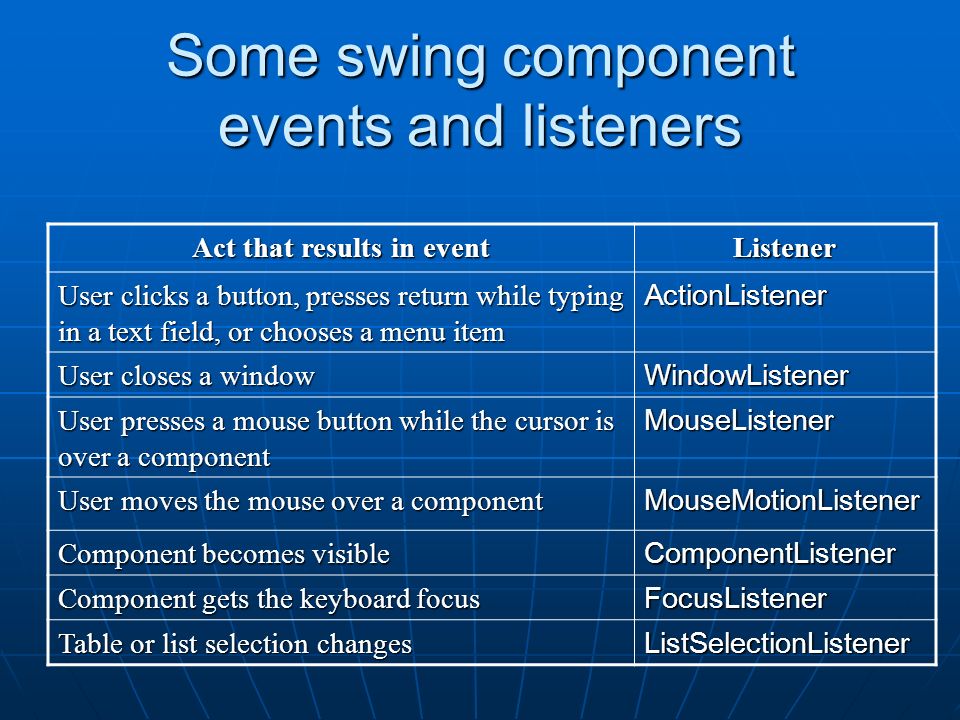 Some swing component
events and listeners
Act that results in event
Listener
User clicks a button, presses return while typing
in a text field, or chooses a menu item
ActionListener
User closes a window
WindowListener
User presses a mouse button while the cursor is
over a component
MouseListener
User moves the mouse over a component
MouseMotionListener
Component becomes visible
ComponentListener
Component gets the keyboard focus
FocusListener
Table or list selection changes
ListSelectionListener